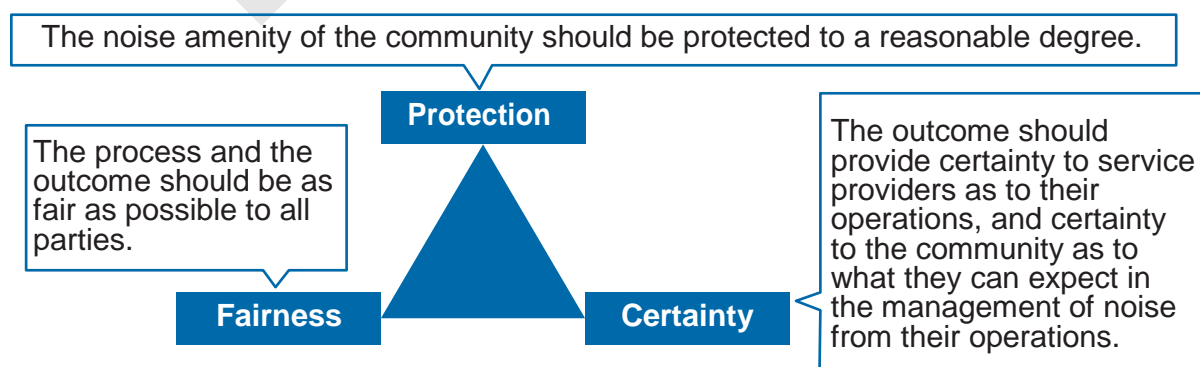 The noise amenity of the community should be protected to a reasonable degree.
Protection
The process and the
outcome should be as
fair as possible to all
parties.
The outcome should
provide certainty to service
providers as to their
operations, and certainty
to the community as to
what they can expect in
the management of noise
from their operations.
Fairness
Certainty